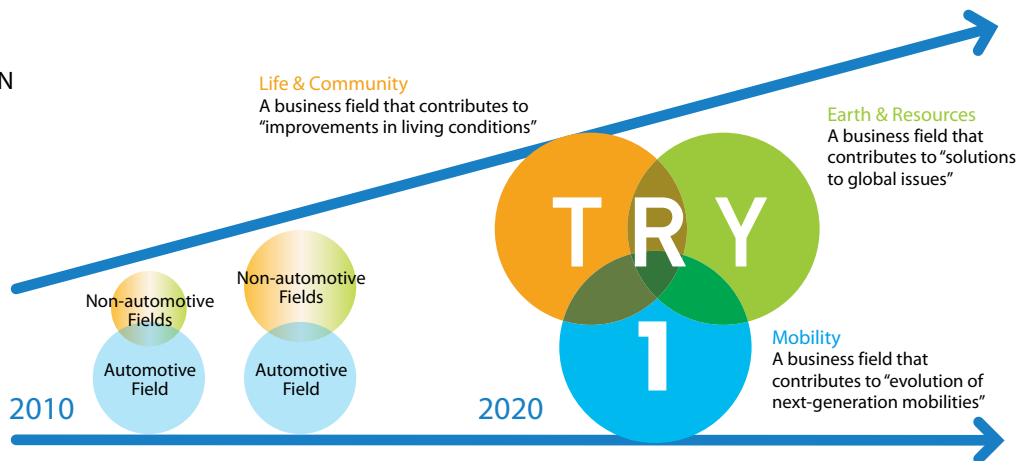 N
Life & Community
A business field that contributes to
“improvements in living conditions”
Earth & Resources
A business field that
contributes to “solutions
to global issues”
TRY
1
Non-automotive
Fields
Automotive
Field
Non-automotive
Fields
Automotive
Field
Mobility
A business field that
contributes to “evolution of
next-generation mobilities”
2010
2020